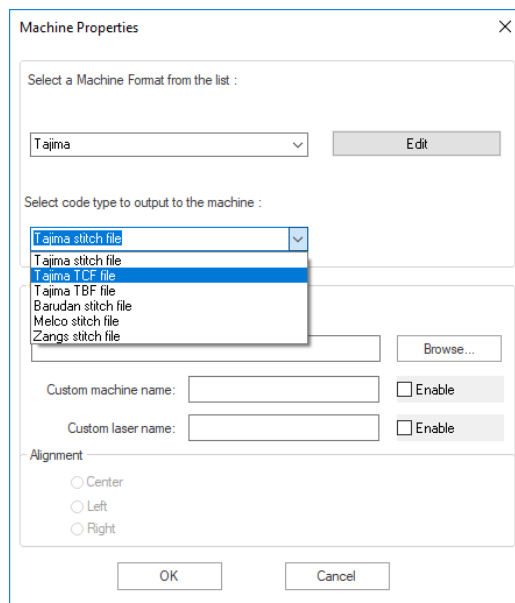 Machine Properties
Select a Machine Format from the list :
Tajima
Edit
Select code type to output to the machine :
Tajima stitch file
Tajima stitch file
Tajima TCF file
Tajima TBF file
Barudan stitch file
Melco stitch file
Zangs stitch file
Browse...
Custom machine name:
Enable
Custom laser name:
Enable
Alignment
Center
Left
Right
OK
Cancel